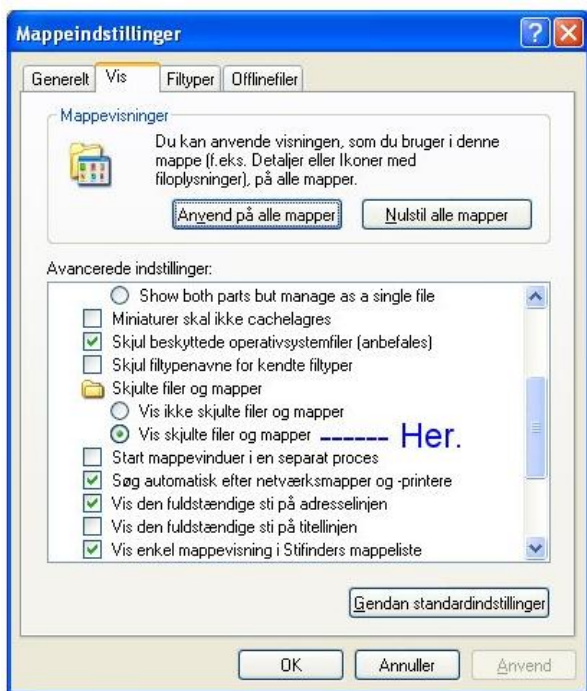 Mappeindstillinger
Generelt Vis Filtyper Offlinefiler
Mappevisninger
Du kan anvende visningen, som du bruger i denne
mappe (f.eks. Detaljer eller Ikoner med
filoplysninger), på alle mapper.
Anvend på alle mapper Nulstil alle mapper
Avancerede indstillinger:
Show both parts but manage as a single file
Miniaturer skal ikke cachelagres
Skjul beskyttede operativsystemfiler (anbefales)
Skjul filtypenavne for kendte filtyper
Skjulte filer og mapper
Vis ikke skjulte filer og mapper
Vis skjulte filer og mapper ------ Her.
Start mappevinduer i en separat proces
Søg automatisk efter netværksmapper og -printere
Vis den fuldstændige sti på adresselinjen
Vis den fuldstændige sti på titellinjen
Vis enkel mappevisning i Stifinders mappeliste
Gendan standardindstillinger
OK Annuller Anvend